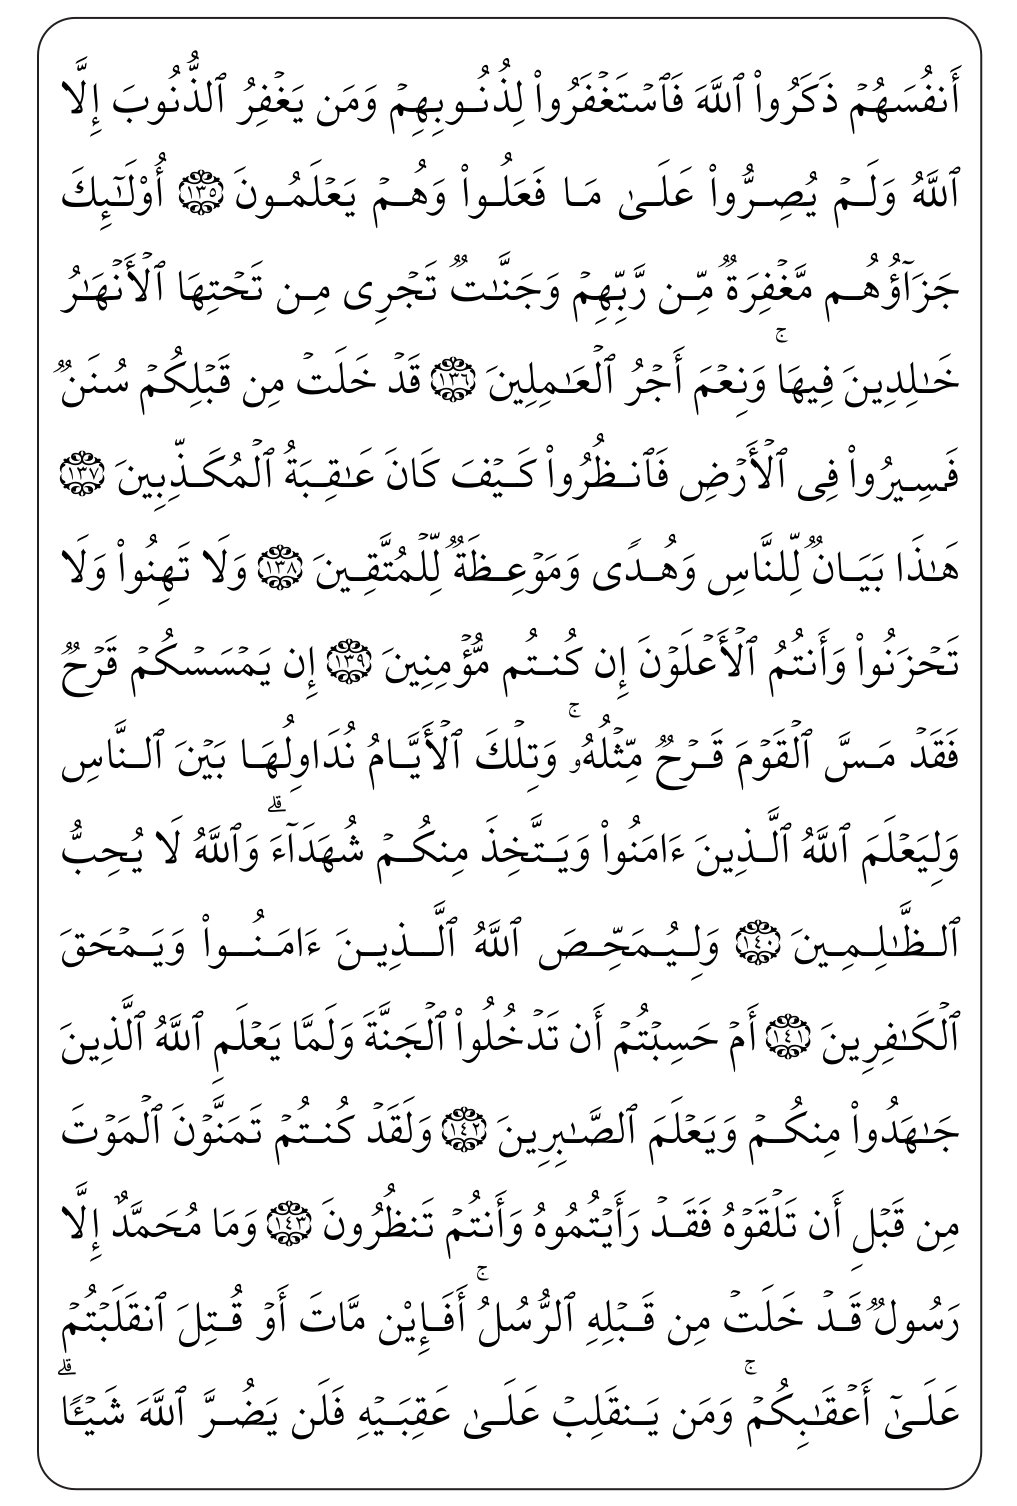 أَنفُسَهُمۡ ذَكَرُواْ ٱللَّهَ فَٱسۡتَغۡفَرُواْ لِذُنُوبِهِمۡ وَمَن يَغۡفِرُ ٱلذُّنُوبَ إِلَّا
ٱللَّهُ وَلَمۡ يُصِرُّواْ عَلَىٰ مَا فَعَلُواْ وَهُمۡ يَعۡلَمُونَ ١٣٥ أُوْلَٰٓئِكَ
جَزَآؤُهُم مَّغۡفِرَةٞ مِّن رَّبِّهِمۡ وَجَنَّٰتٞ تَجۡرِي مِن تَحۡتِهَا ٱلۡأَنۡهَٰرُ
خَٰلِدِينَ فِيهَاۚ وَنِعۡمَ أَجۡرُ ٱلۡعَٰمِلِينَ ١٣٦ قَدۡ خَلَتۡ مِن قَبۡلِكُمۡ سُنَنٞ
فَسِيرُواْ فِي ٱلۡأَرۡضِ فَٱنظُرُواْ كَيۡفَ كَانَ عَٰقِبَةُ ٱلۡمُكَذِّبِينَ ١٣٧
هَٰذَا بَيَانٞ لِّلنَّاسِ وَهُدٗى وَمَوۡعِظَةٞ لِّلۡمُتَّقِينَ ١٣٨ وَلَا تَهِنُواْ وَلَا
تَحۡزَنُواْ وَأَنتُمُ ٱلۡأَعۡلَوۡنَ إِن كُنتُم مُّؤۡمِنِينَ ١٣٩ إِن يَمۡسَسۡكُمۡ قَرۡحٞ
فَقَدۡ مَسَّ ٱلۡقَوۡمَ قَرۡحٞ مِّثۡلُهُۥۚ وَتِلۡكَ ٱلۡأَيَّامُ نُدَاوِلُهَا بَيۡنَ ٱلنَّاسِ
وَلِيَعۡلَمَ ٱللَّهُ ٱلَّذِينَ ءَامَنُواْ وَيَتَّخِذَ مِنكُمۡ شُهَدَآءَۗ وَٱللَّهُ لَا يُحِبُّ
ٱلظَّٰلِمِينَ ١٤٠ وَلِيُمَحِّصَ ٱللَّهُ ٱلَّذِينَ ءَامَنُواْ وَيَمۡحَقَ
ٱلۡكَٰفِرِينَ ١٤١ أَمۡ حَسِبۡتُمۡ أَن تَدۡخُلُواْ ٱلۡجَنَّةَ وَلَمَّا يَعۡلَمِ ٱللَّهُ ٱلَّذِينَ
جَٰهَدُواْ مِنكُمۡ وَيَعۡلَمَ ٱلصَّٰبِرِينَ ١٤٢ وَلَقَدۡ كُنتُمۡ تَمَنَّوۡنَ ٱلۡمَوۡتَ
مِن قَبۡلِ أَن تَلۡقَوۡهُ فَقَدۡ رَأَيۡتُمُوهُ وَأَنتُمۡ تَنظُرُونَ ١٤٣ وَمَا مُحَمَّدٌ إِلَّا
رَسُولٞ قَدۡ خَلَتۡ مِن قَبۡلِهِ ٱلرُّسُلُۚ أَفَإِيْن مَّاتَ أَوۡ قُتِلَ ٱنقَلَبۡتُمۡ
عَلَىٰٓ أَعۡقَٰبِكُمۡۚ وَمَن يَنقَلِبۡ عَلَىٰ عَقِبَيۡهِ فَلَن يَضُرَّ ٱللَّهَ شَيۡـٔٗاۗ